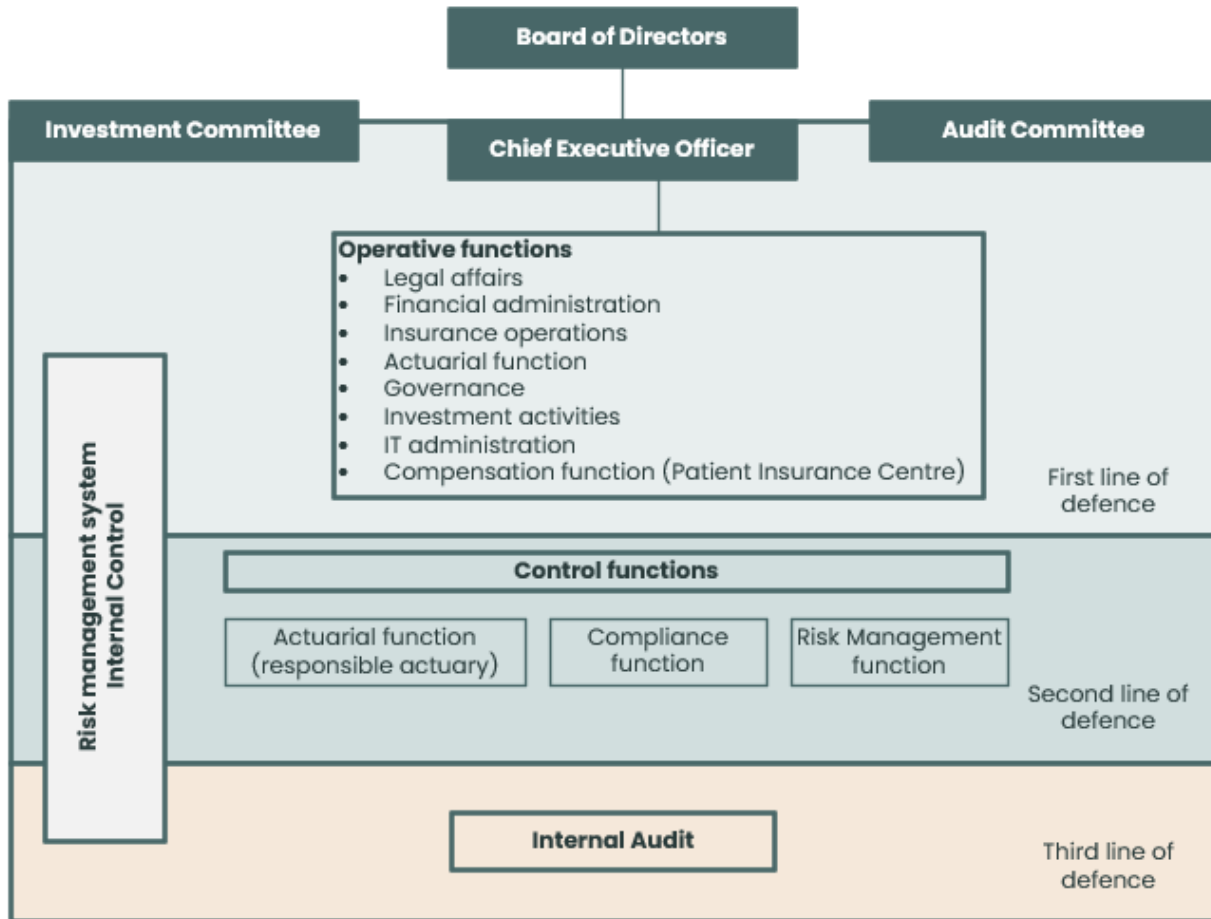 Board of Directors
Investment Committee
Chief Executive Officer
Audit Committee
Operative functions
• Legal affairs
• Financial administration
• Insurance operations
• Actuarial function
• Governance
• Investment activities
• IT administration
• Compensation function (Patient Insurance Centre)
First line of
defence
Risk management system
Internal Control
Control functions
Actuarial function
(responsible actuary)
Compliance
function
Risk Management
function
Second line of
defence
Internal Audit
Third line of
defence